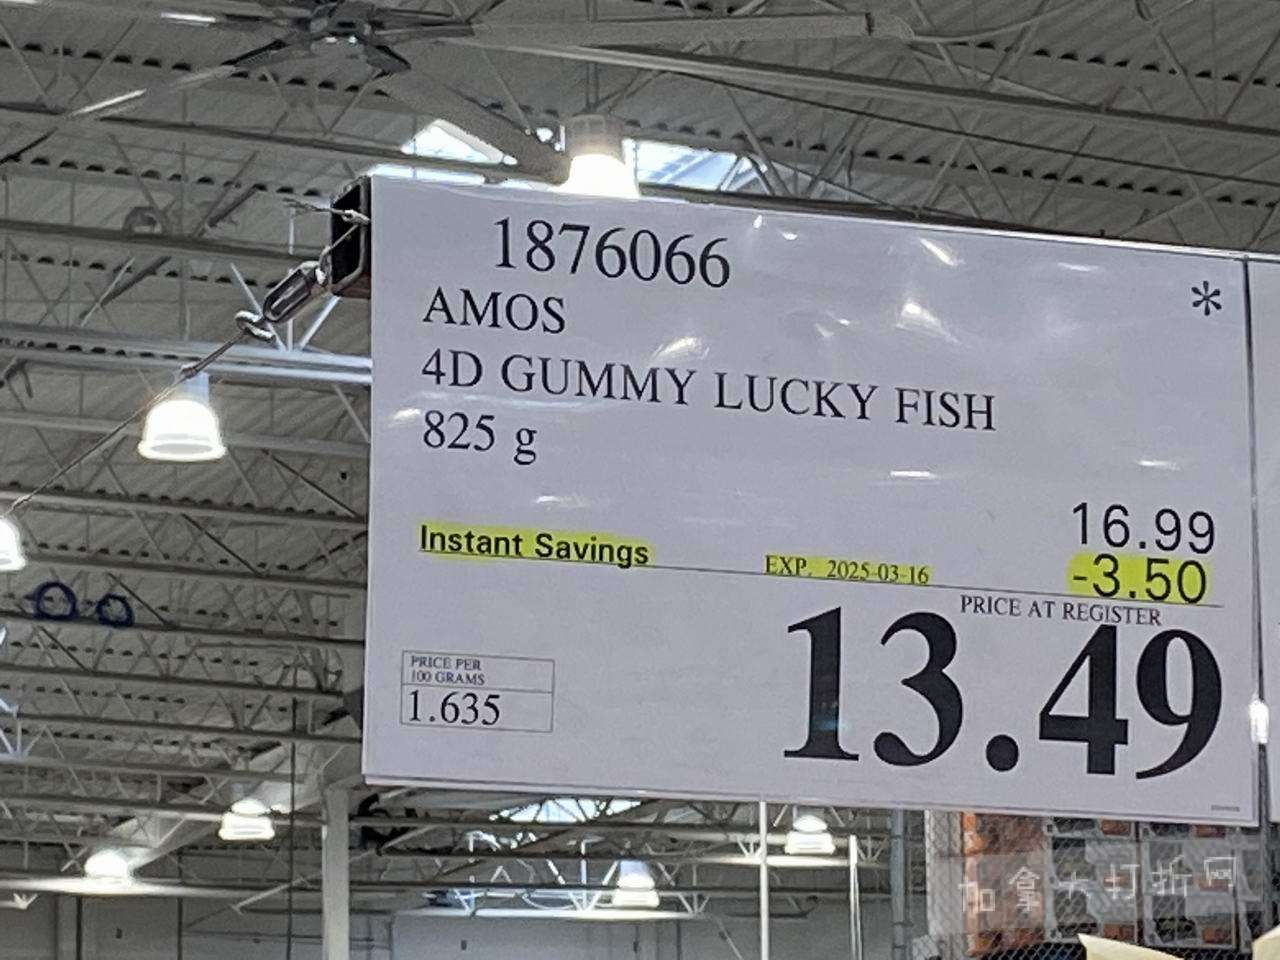 1876066
*
AMOS
4D GUMMY LUCKY FISH
825 g
16.99
Instant Savings EXP. 2025-03-16 -3.50
PRICE AT REGISTER
13.49
PRICE PER
100 GRAMS
1.635
加拿大打折网